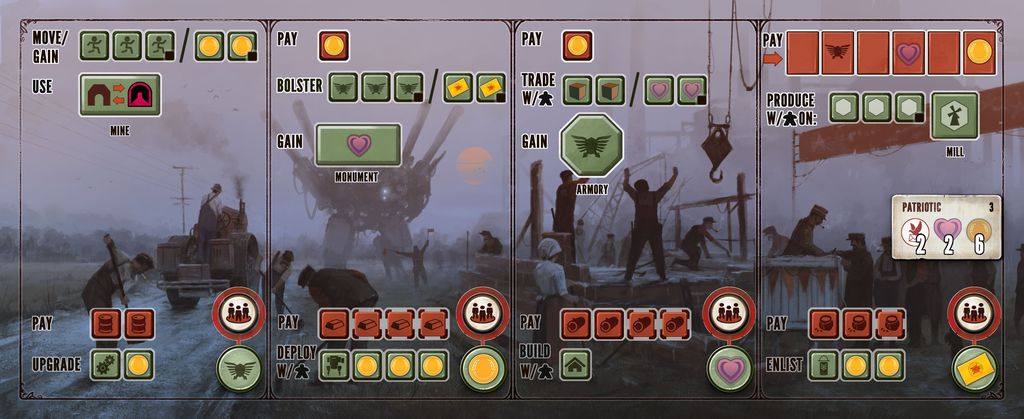 MOVE/
GAIN
USE
MINE
PAY
UPGRADE
PAY
BOLSTER
GAIN
MONUMENT
PAY
DEPLOY
W/
PAY
TRADE
W/
GAIN
ARMORY
PAY
BUILD
W/
PAY
PRODUCE
W/ ON:
MILL
PATRIOTIC 3
2 2 6
PAY
ENLIST